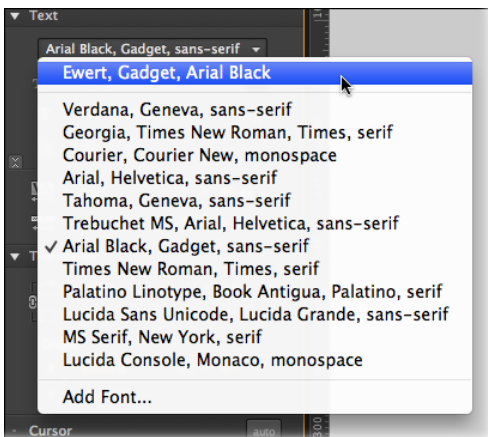 Text
Arial Black, Gadget, sans-serif
Ewert, Gadget, Arial Black
Verdana, Geneva, sans-serif
Georgia, Times New Roman, Times, serif
Courier, Courier New, monospace
Arial, Helvetica, sans-serif
Tahoma, Geneva, sans-serif
Trebuchet MS, Arial, Helvetica, sans-serif
Arial Black, Gadget, sans-serif
Times New Roman, Times, serif
Palatino Linotype, Book Antiqua, Palatino, serif
Lucida Sans Unicode, Lucida Grande, sans-serif
MS Serif, New York, serif
Lucida Console, Monaco, monospace
Add Font...
Cursor auto